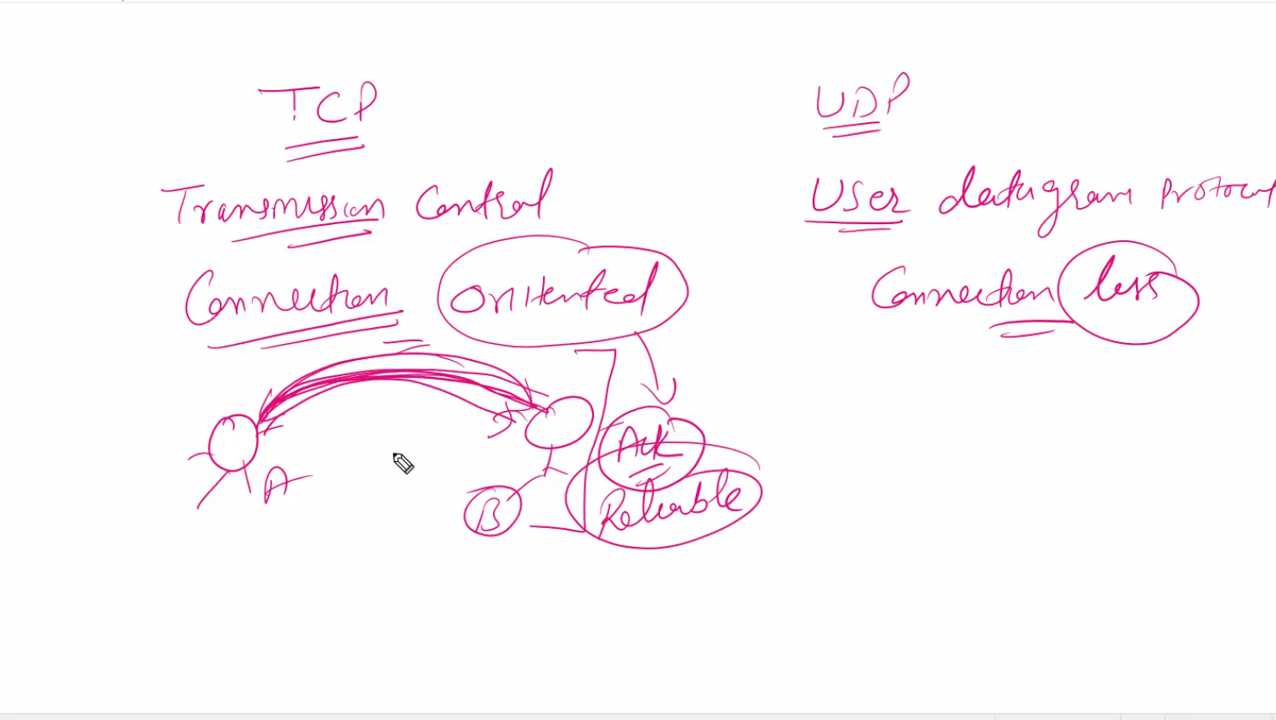 TCP
UDP
Transmission Control
User datagram Protocol
Connection oriented
Connection less
Ack
A
Reliable
B